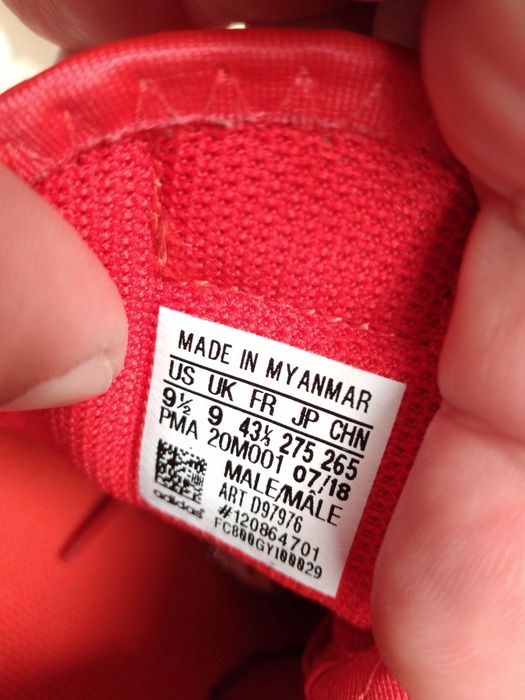 MADE IN MYANMAR
US UK FR JP CHN
9½ 9 43⅓ 275 265
PMA 20M001 07/18
MALE/MÂLE
ART D97976
#120864701
FC800GYI00029
adidas